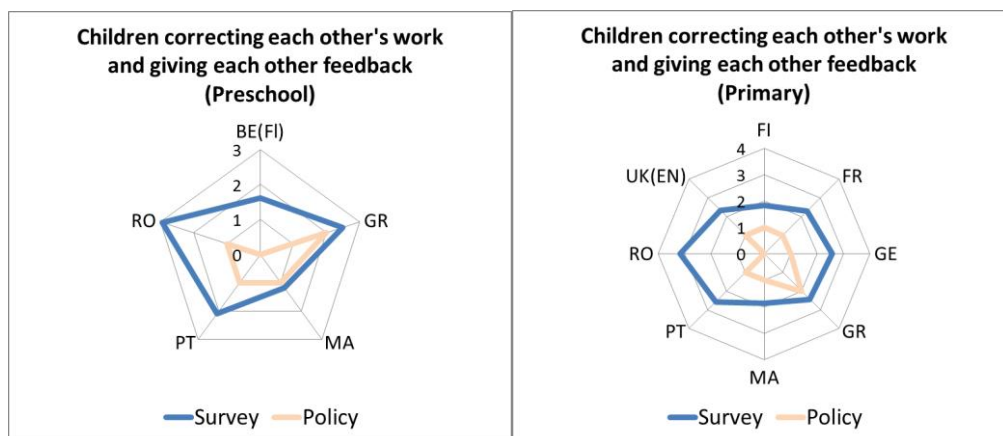 Children correcting each other's work
and giving each other feedback
(Preschool)
BE(Fl)
3
2
1
0
RO
GR
PT
MA
Survey
Policy
Children correcting each other's work
and giving each other feedback
(Primary)
FI
4
3
2
1
0
UK(EN)
FR
RO
GE
PT
GR
MA
Survey
Policy